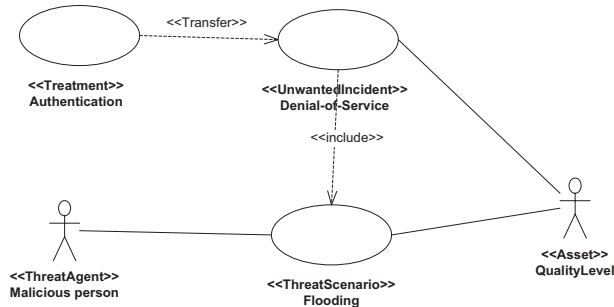 <<Transfer>>
<<Treatment>>
Authentication
<<UnwantedIncident>>
Denial-of-Service
<<include>>
<<ThreatAgent>>
Malicious person
<<ThreatScenario>>
Flooding
<<Asset>>
QualityLevel